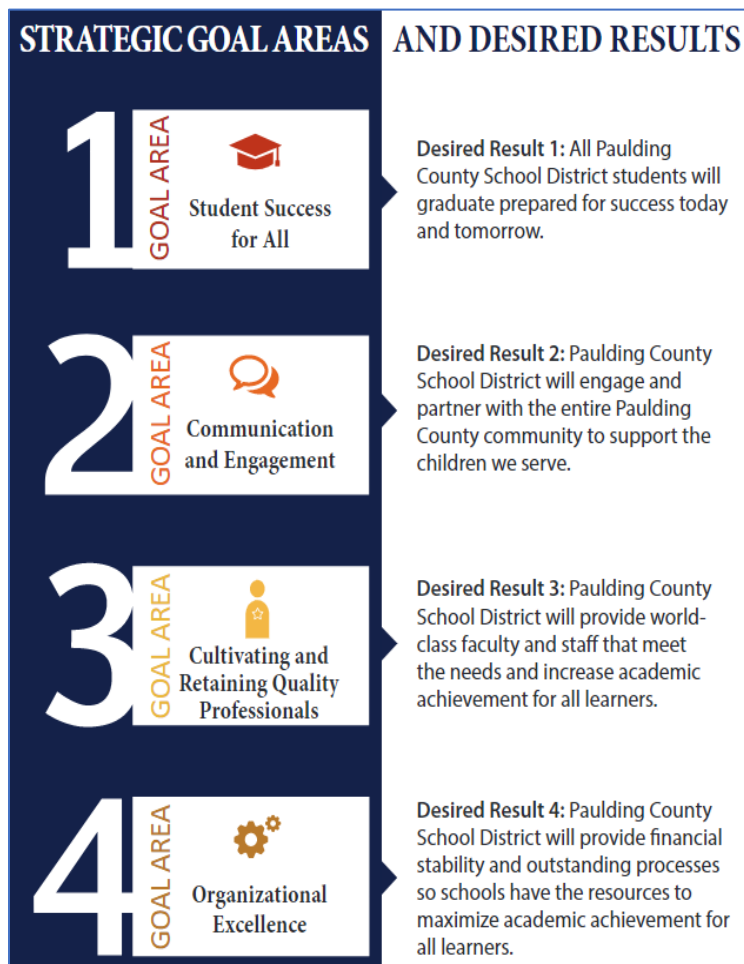 STRATEGIC GOAL AREAS AND DESIRED RESULTS
1
GOAL AREA
Student Success
for All
Desired Result 1: All Paulding
County School District students will
graduate prepared for success today
and tomorrow.
2
GOAL AREA
Communication
and Engagement
Desired Result 2: Paulding County
School District will engage and
partner with the entire Paulding
County community to support the
children we serve.
3
GOAL AREA
Cultivating and
Retaining Quality
Professionals
Desired Result 3: Paulding County
School District will provide world-
class faculty and staff that meet
the needs and increase academic
achievement for all learners.
4
GOAL AREA
Organizational
Excellence
Desired Result 4: Paulding County
School District will provide financial
stability and outstanding processes
so schools have the resources to
maximize academic achievement for
all learners.